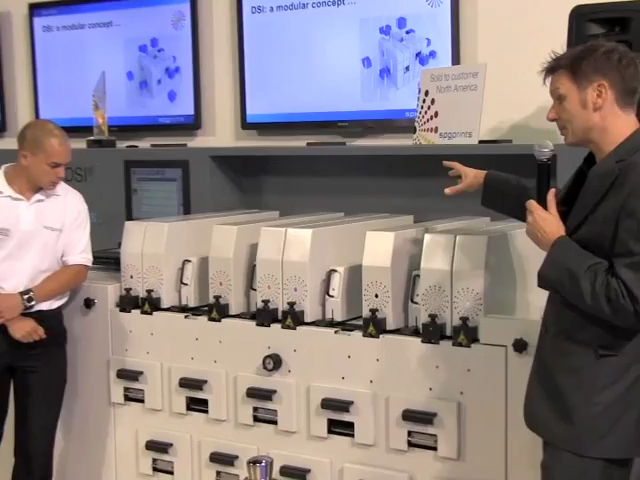 DSI: a modular concept ...
DSI: a modular concept ...
Sold to customer
North America
spgprints
DSI